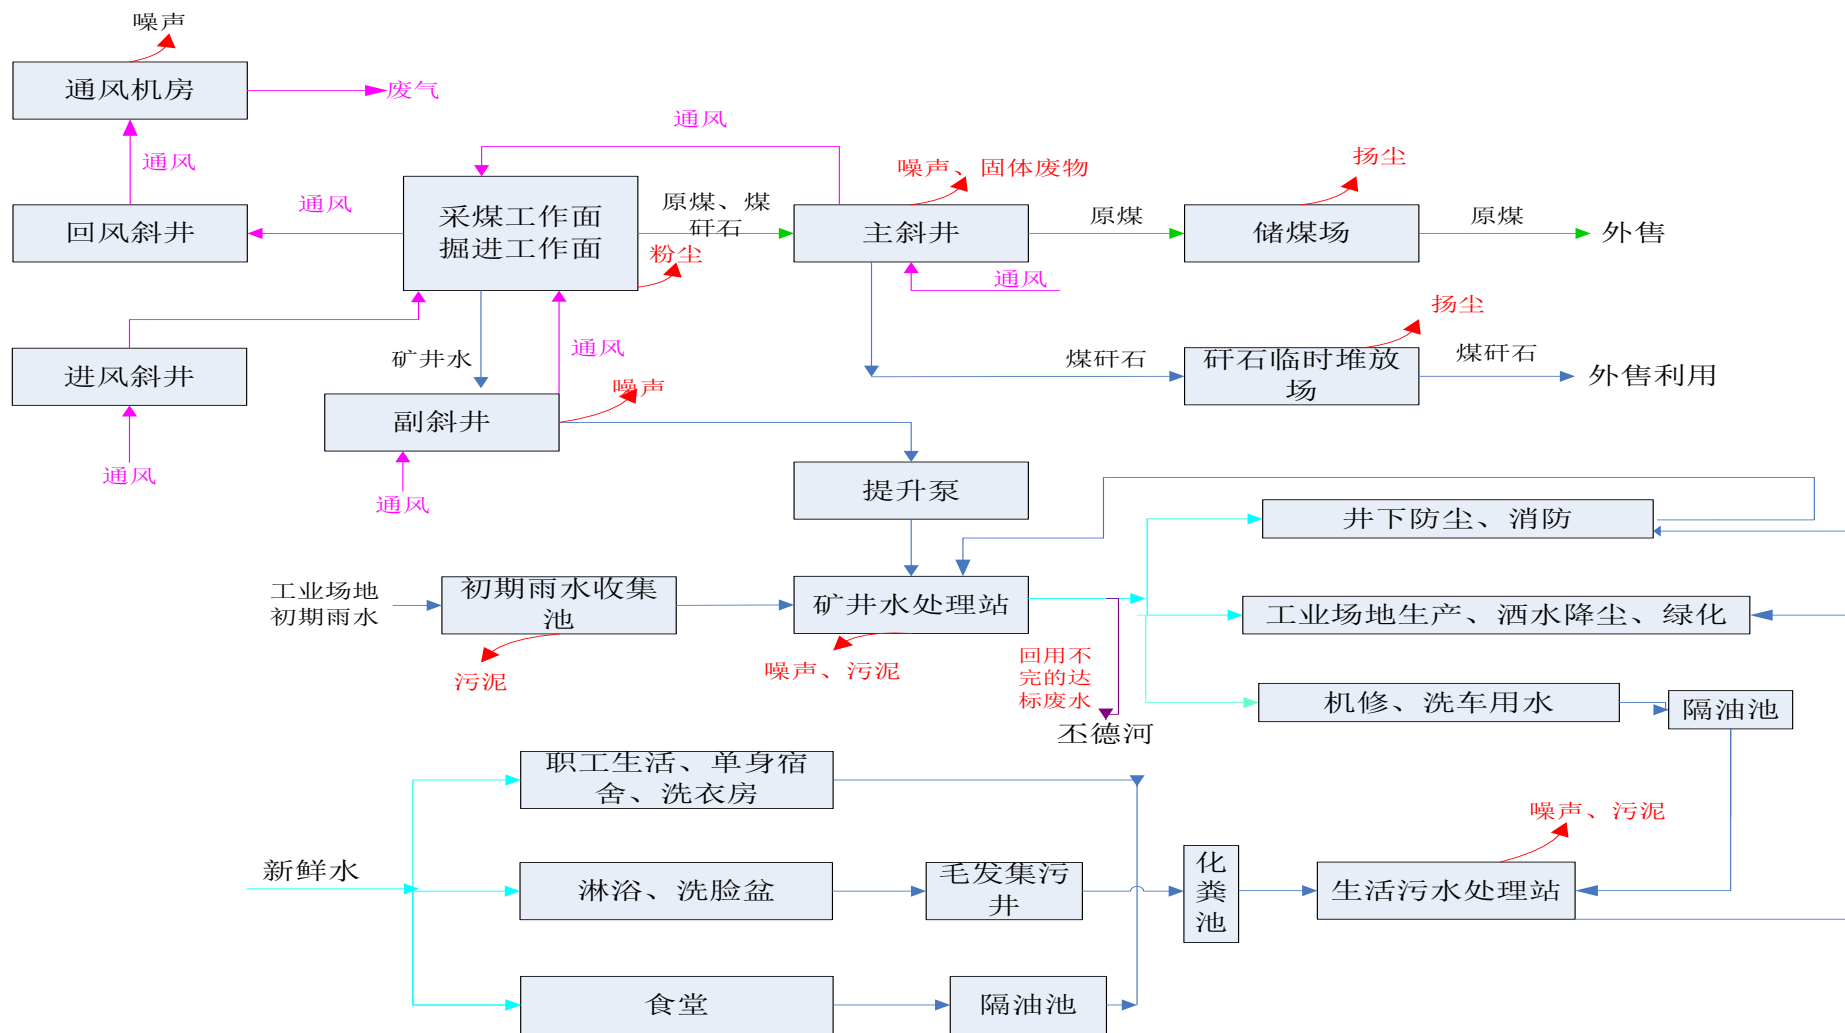 噪声
通风机房
废气
通风
通风
扬尘
通风
噪声、固体废物
回风斜井
通风
采煤工作面
掘进工作面
原煤、煤
矸石
主斜井
原煤
储煤场
原煤
外售
粉尘
通风
扬尘
进风斜井
矿井水
通风
煤矸石
矸石临时堆放
场
煤矸石
外售利用
噪声
副斜井
通风
通风
提升泵
井下防尘、消防
工业场地
初期雨水
初期雨水收集
池
矿井水处理站
工业场地生产、洒水降尘、绿化
污泥
噪声、污泥
回用不
完的达
标废水
机修、洗车用水
隔油池
丕德河
职工生活、单身宿
舍、洗衣房
噪声、污泥
新鲜水
淋浴、洗脸盆
毛发集污
井
化
粪
池
生活污水处理站
食堂
隔油池